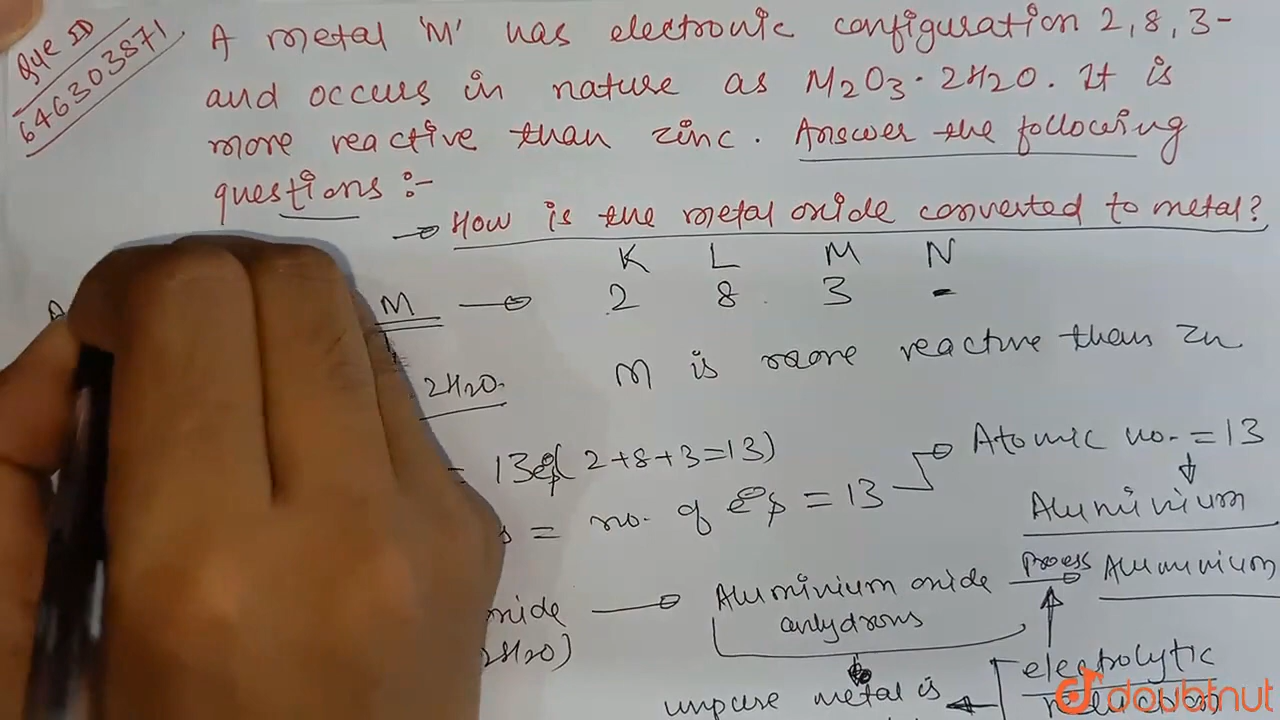 Que ID
646303871
A metal 'M' has electronic configuration 2, 8, 3 -
and occurs in nature as M2O3·2H2O. It is
more reactive than zinc. Answer the following
questions :-
→ How is the metal oxide converted to metal?
K L M N
M → 2 8 3 -
M is more reactive than Zn
2H2O.
= 13e⁻s ( 2+8+3=13)
= no. of e⁻s = 13 → Atomic no. = 13
Aluminium
→ Aluminium oxide process → Aluminium
anhydrous
2H2O)
electrolytic
impure metal is
reduction
doubtnut